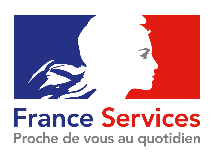 France Services
Proche de vous au quotidien